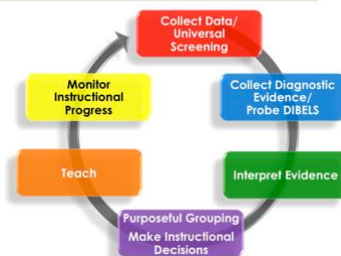 Collect Data/
Universal
Screening
Collect Diagnostic
Evidence/
Probe DIBELS
Interpret Evidence
Purposeful Grouping
Make Instructional
Decisions
Teach
Monitor
Instructional
Progress